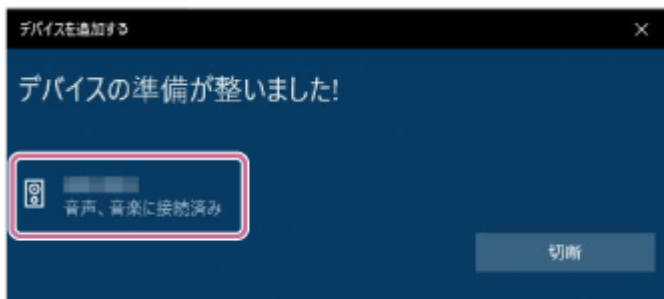 デバイスを追加する
デバイスの準備が整いました!
音声、音楽に接続済み
切断